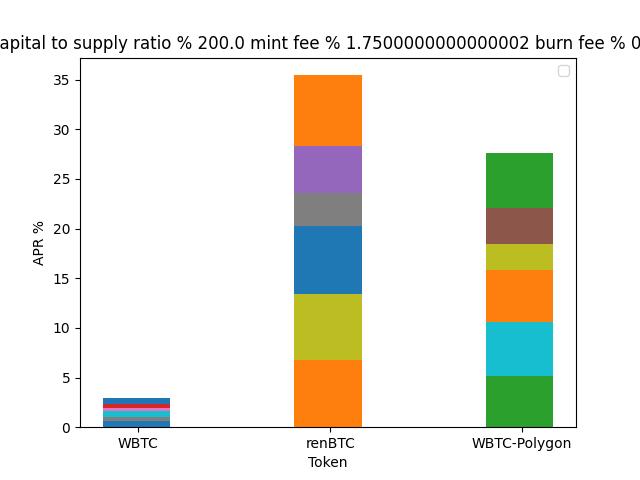 apital to supply ratio % 200.0 mint fee % 1.7500000000000002 burn fee % 0
35
30
25
20
15
10
5
0
APR %
WBTC renBTC WBTC-Polygon
Token